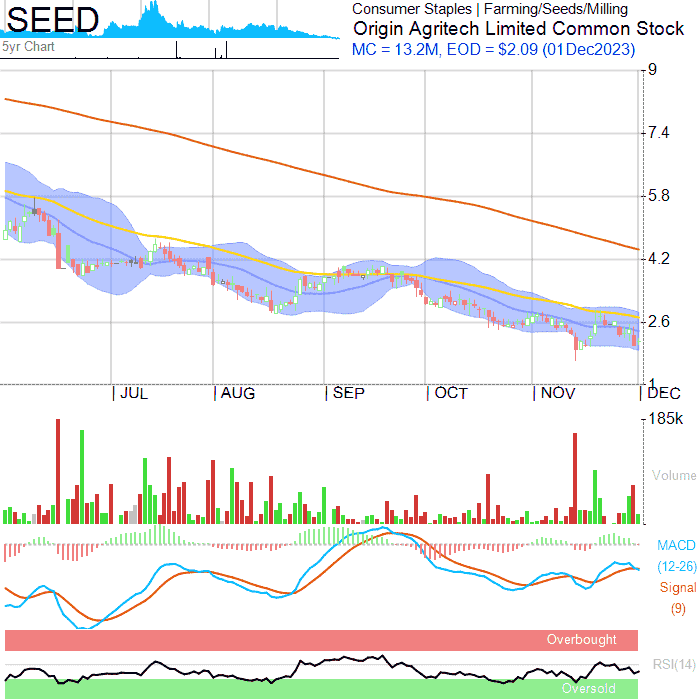 SEED
Consumer Staples | Farming/Seeds/Milling
Origin Agritech Limited Common Stock
MC = 13.2M, EOD = $2.09 (01Dec2023)
5yr Chart
9
7.4
5.8
4.2
2.6
1
| JUL | AUG | SEP | OCT | NOV | DEC
185k
Volume
MACD
(12-26)
Signal
(9)
Overbought
RSI(14)
Oversold